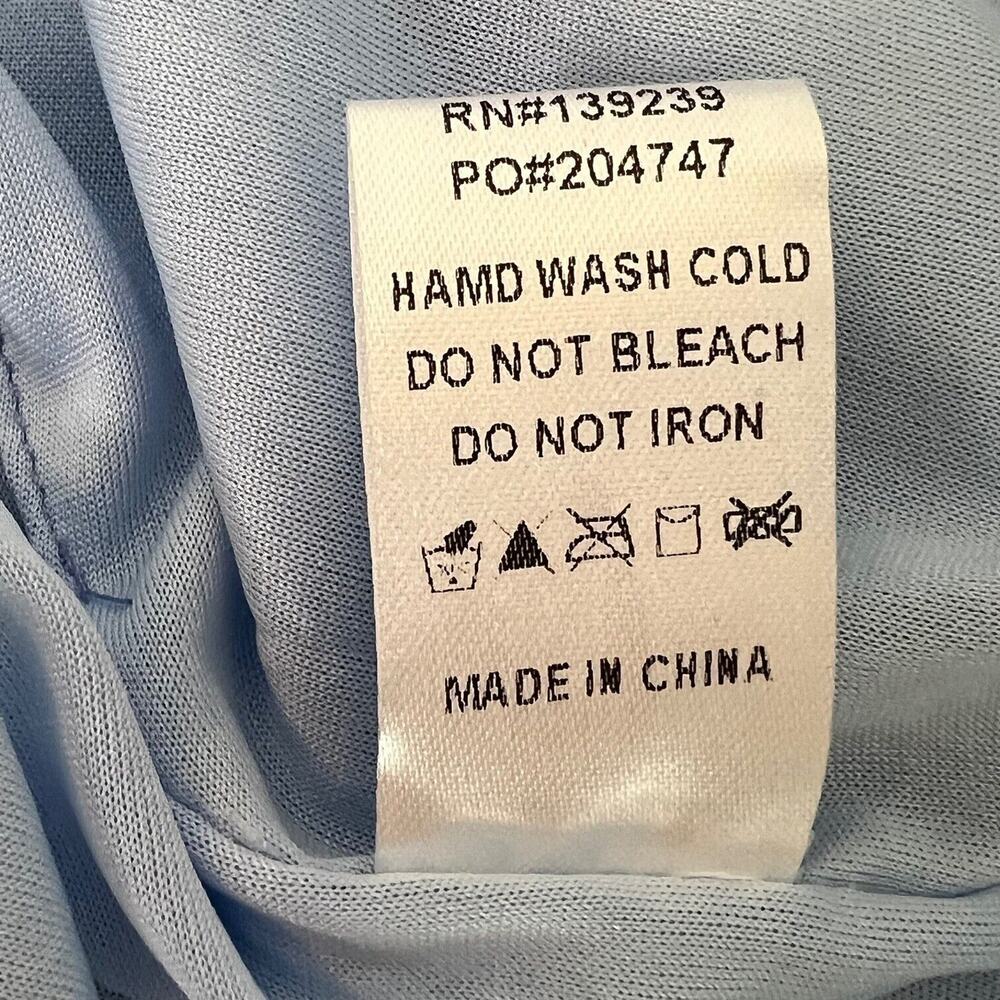 RN#139239
PO#204747
HAMD WASH COLD
DO NOT BLEACH
DO NOT IRON
MADE IN CHINA